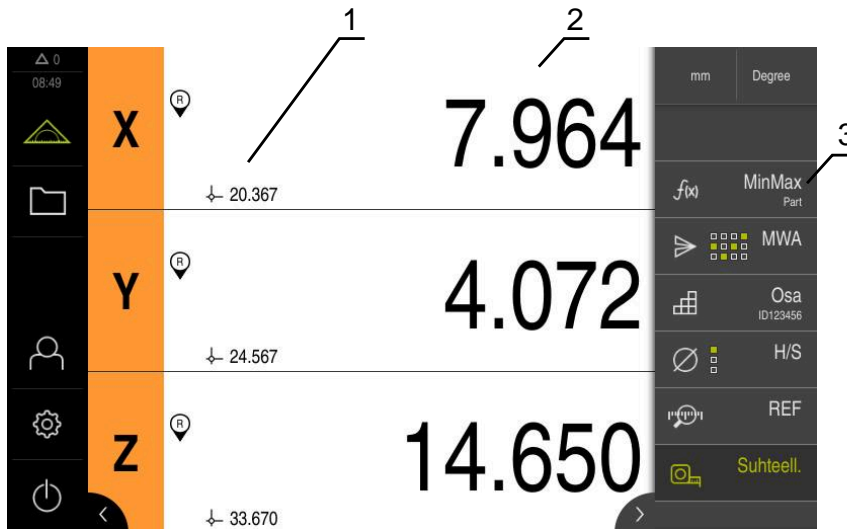 1
2
0
08:49
mm
Degree
X
R
7.964
20.367
3
f(x)
MinMax
Part
MWA
Y
R
4.072
24.567
Osa
ID123456
H/S
Z
R
14.650
33.670
REF
Suhteell.